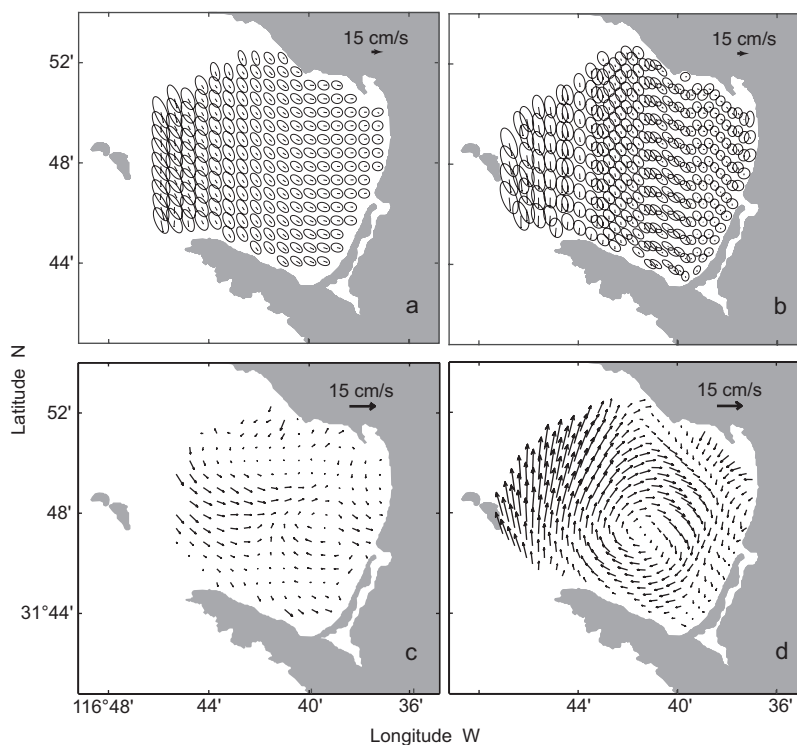 15 cm/s
15 cm/s
52'
48'
44'
a
b
15 cm/s
15 cm/s
52'
48'
31°44'
c
d
116°48'
44'
40'
36'
44'
40'
36'
Latitude N
Longitude W